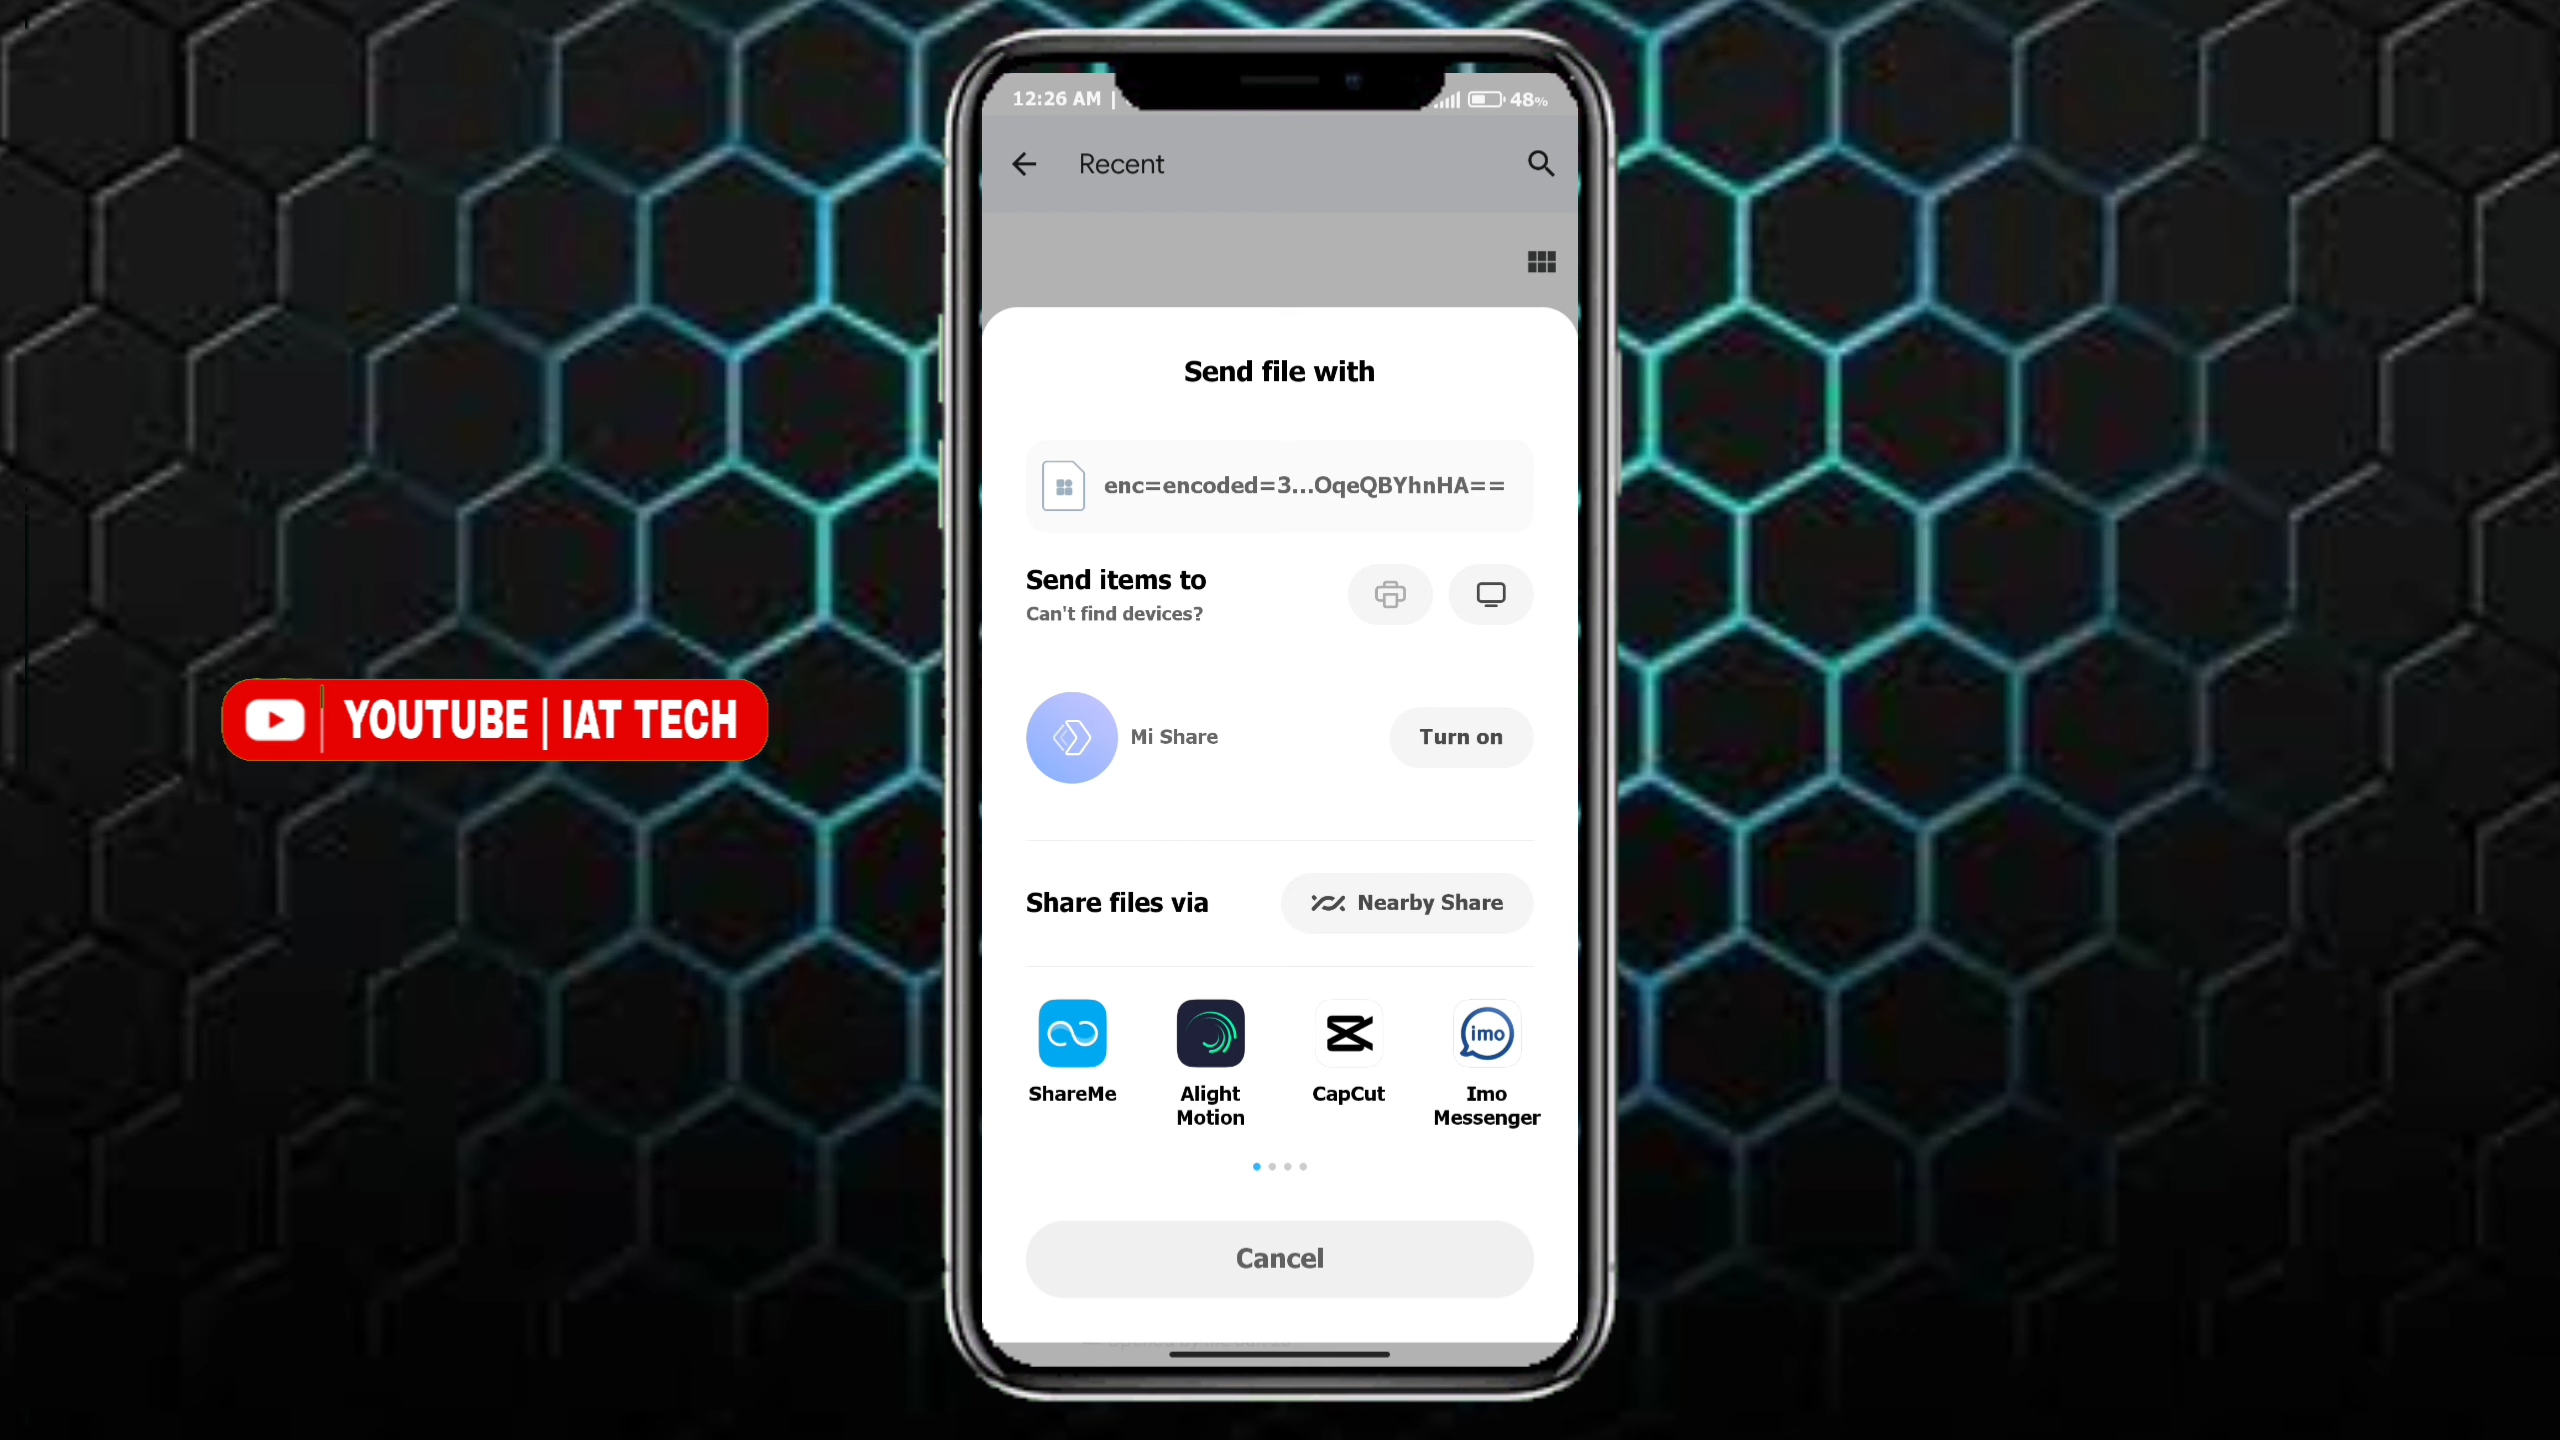 12:26 AM |
48%
Recent
Send file with
enc=encoded=3...OqeQBYhnHA==
Send items to
Can't find devices?
YOUTUBE | IAT TECH
Mi Share
Turn on
Share files via
Nearby Share
ShareMe
Alight
Motion
CapCut
imo
Imo
Messenger
Cancel